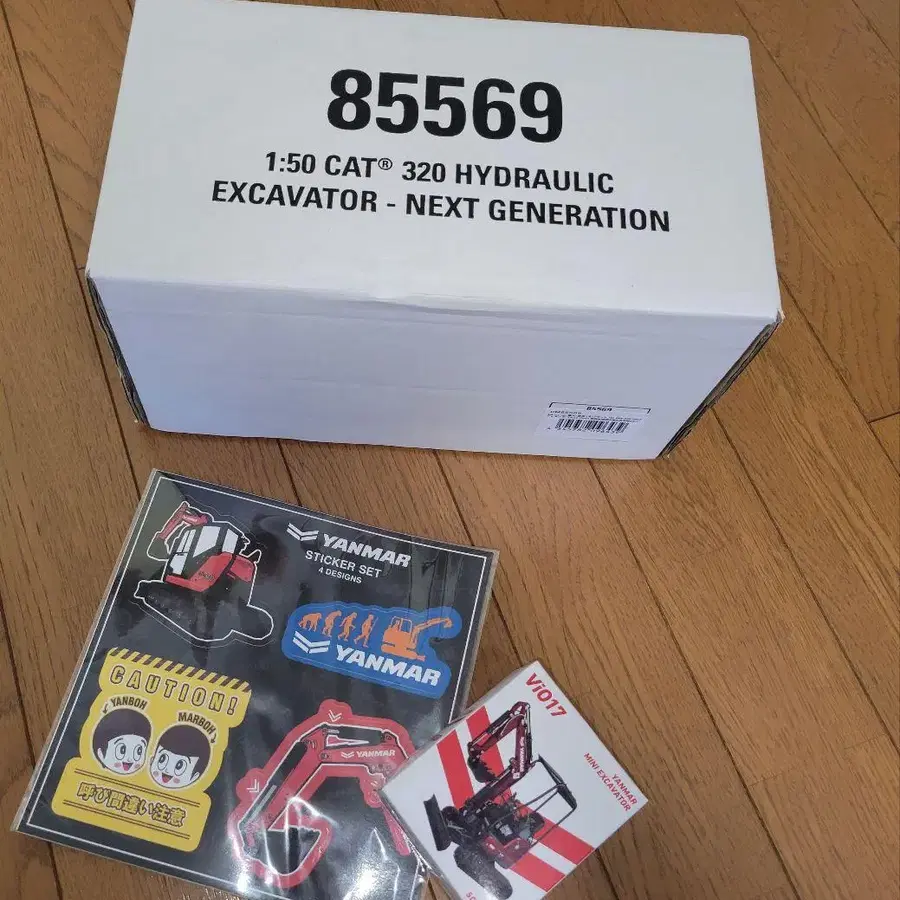 85569
1:50 CAT® 320 HYDRAULIC
EXCAVATOR - NEXT GENERATION
85569
YANMAR
STICKER SET
4 DESIGNS
YANMAR
CAUTION!
YANBOH
MARBOH
呼び間違い注意
YANMAR
ViO17
YANMAR
MINI EXCAVATOR
YANMAR